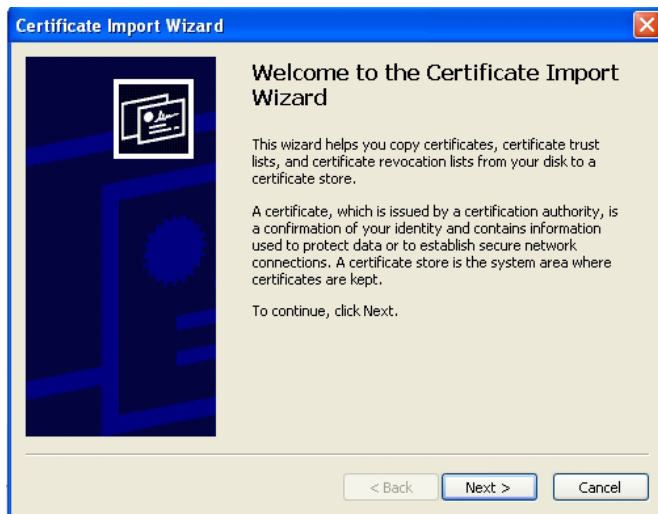 Certificate Import Wizard
Welcome to the Certificate Import
Wizard
This wizard helps you copy certificates, certificate trust
lists, and certificate revocation lists from your disk to a
certificate store.
A certificate, which is issued by a certification authority, is
a confirmation of your identity and contains information
used to protect data or to establish secure network
connections. A certificate store is the system area where
certificates are kept.
To continue, click Next.
< Back Next > Cancel